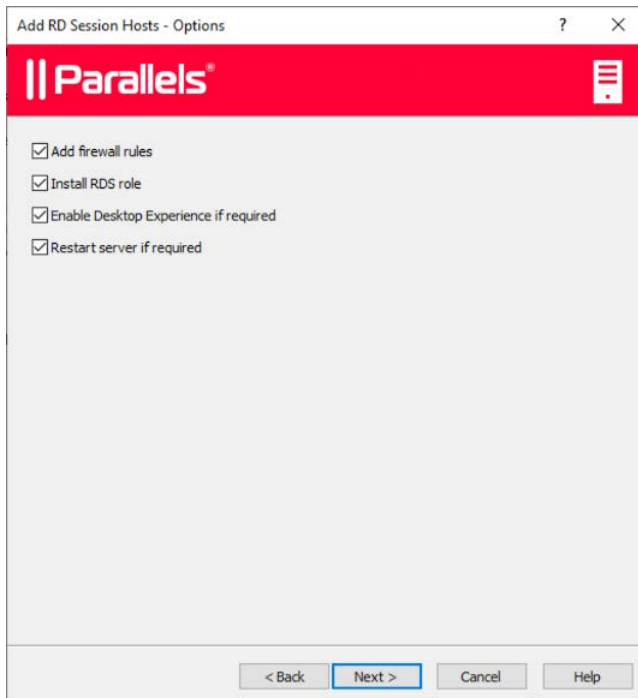 Add RD Session Hosts - Options
?
Parallels®
Add firewall rules
Install RDS role
Enable Desktop Experience if required
Restart server if required
< Back
Next >
Cancel
Help